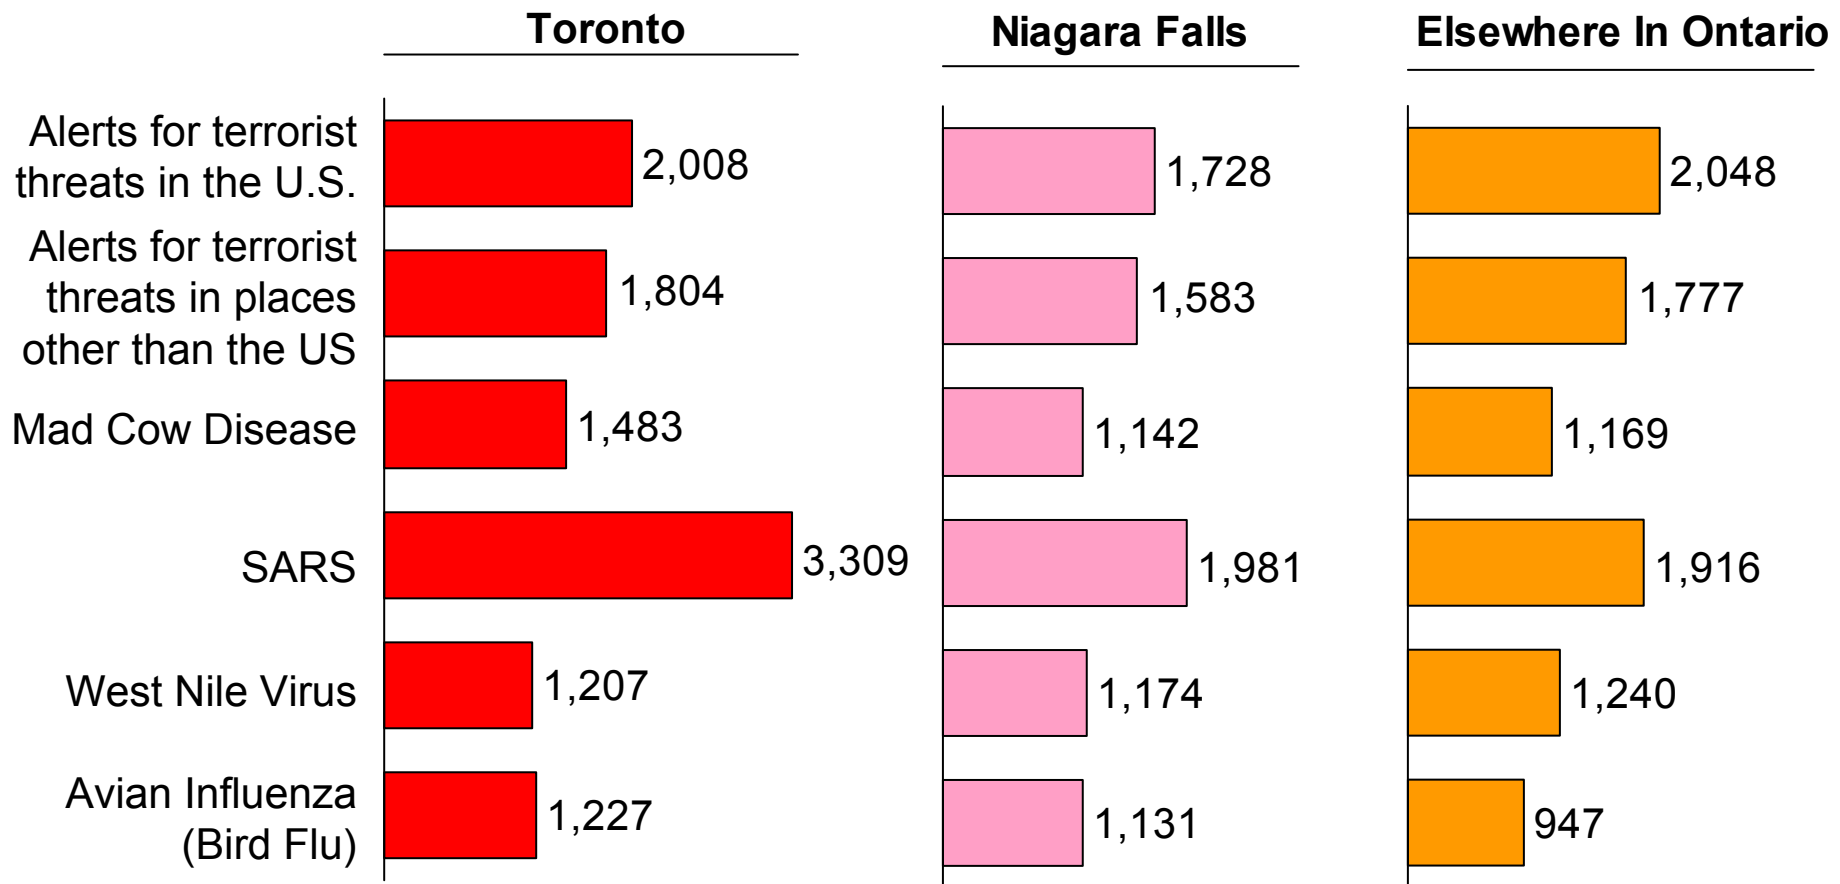 Toronto
Niagara Falls
Elsewhere In Ontario
Alerts for terrorist
threats in the U.S.
2,008
1,728
2,048
Alerts for terrorist
threats in places
other than the US
1,804
1,583
1,777
Mad Cow Disease
1,483
1,142
1,169
SARS
3,309
1,981
1,916
West Nile Virus
1,207
1,174
1,240
Avian Influenza
(Bird Flu)
1,227
1,131
947